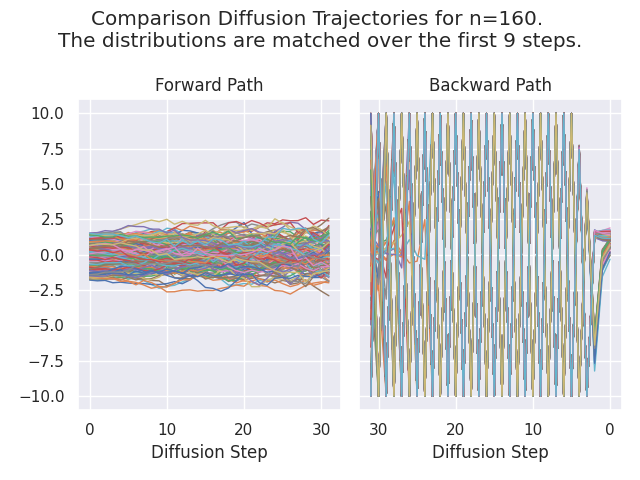 Comparison Diffusion Trajectories for n=160.
The distributions are matched over the first 9 steps.
Forward Path
Backward Path
10.0
7.5
5.0
2.5
0.0
−2.5
−5.0
−7.5
−10.0
0 10 20 30
30 20 10 0
Diffusion Step
Diffusion Step